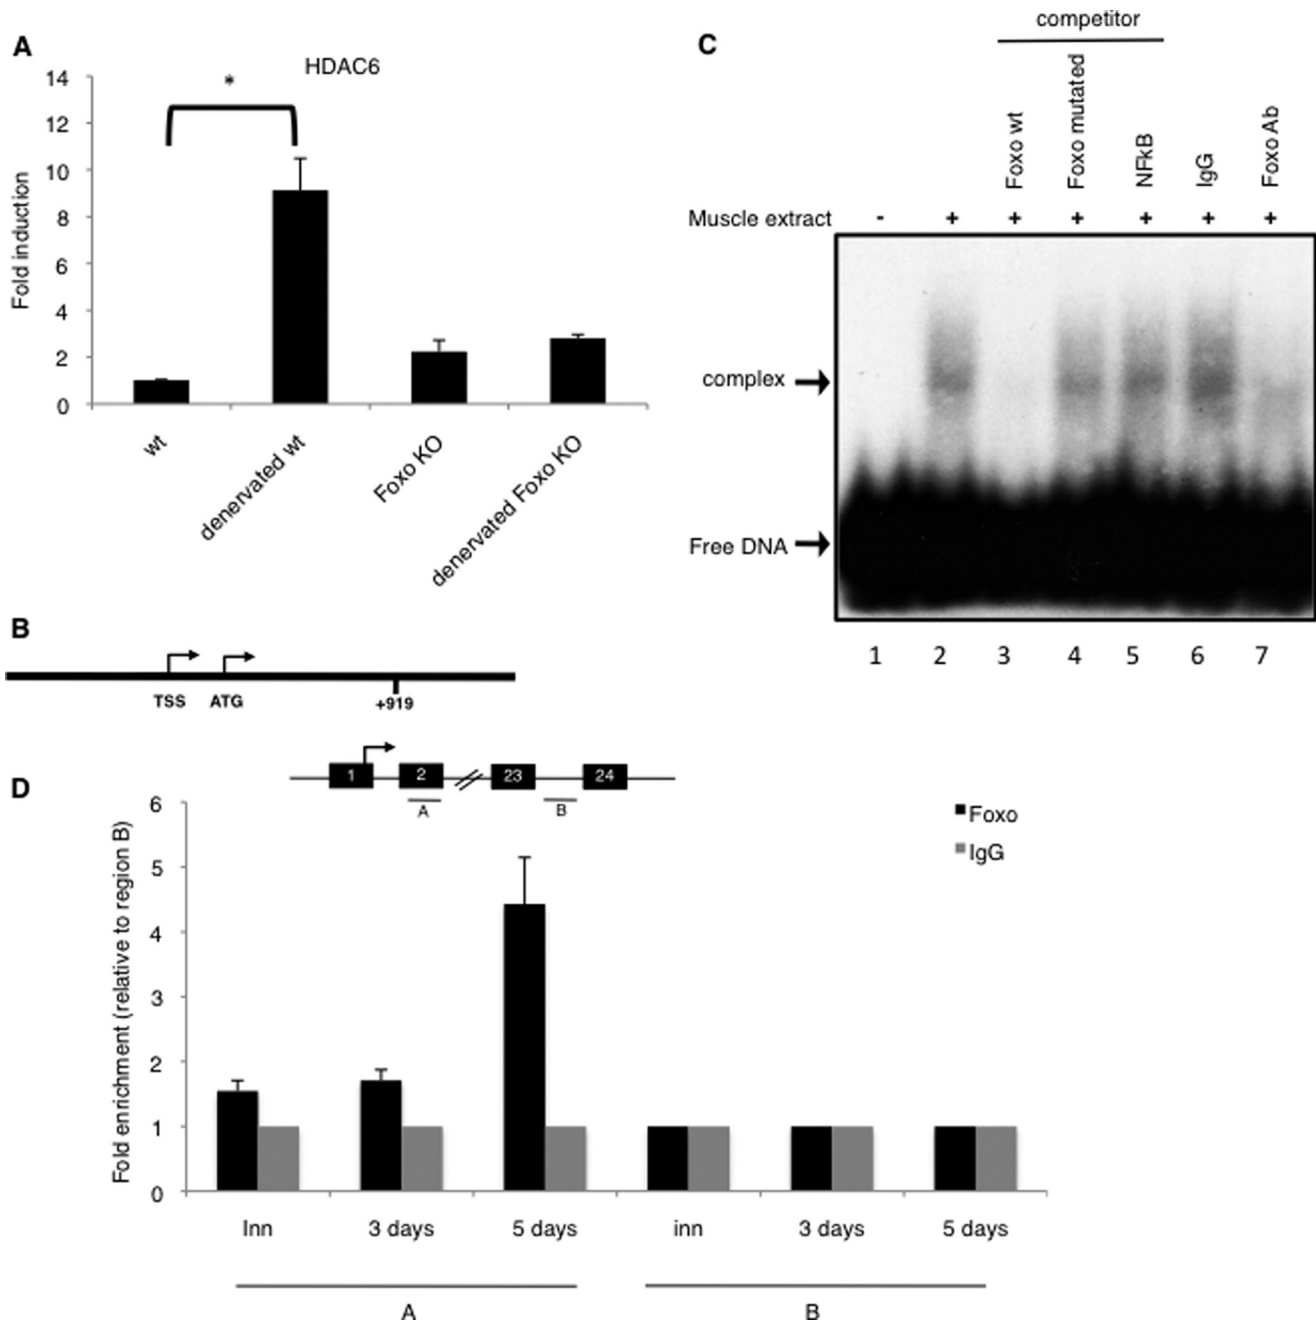 A
HDAC6
*
Fold induction
14
12
10
8
6
4
2
0
wt
denervated wt
Foxo KO
denervated Foxo KO
B
TSS
ATG
+919
C
competitor
Foxo wt
Foxo mutated
NFkB
IgG
Foxo Ab
Muscle extract - + + + + + +
complex
Free DNA
1 2 3 4 5 6 7
D
1 2 23 24
A B
Fold enrichment (relative to region B)
6
5
4
3
2
1
0
Foxo
IgG
Inn 3 days 5 days inn 3 days 5 days
A B